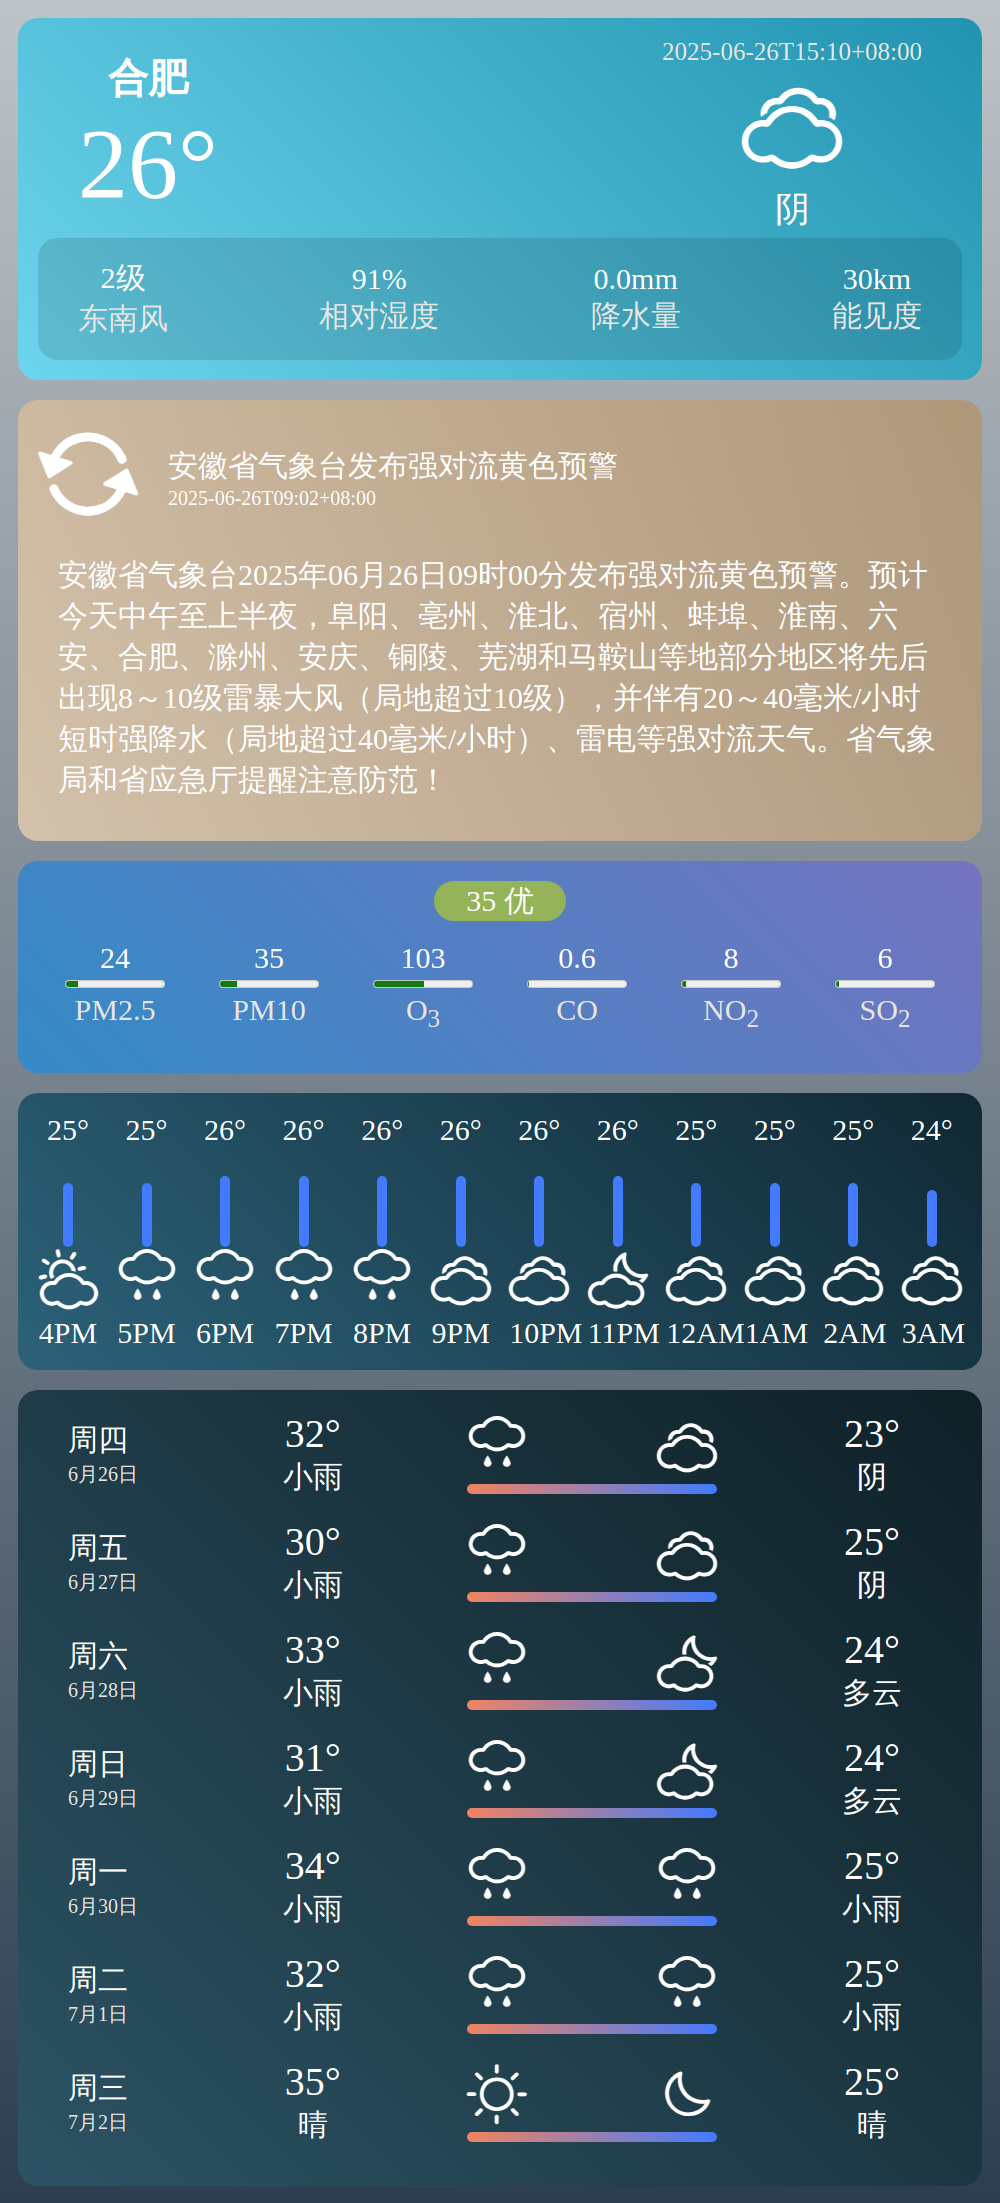 合肥
26°
2025-06-26T15:10+08:00
阴
2级 91% 0.0mm 30km
东南风 相对湿度 降水量 能见度
安徽省气象台发布强对流黄色预警
2025-06-26T09:02+08:00
安徽省气象台2025年06月26日09时00分发布强对流黄色预警。预计
今天中午至上半夜，阜阳、亳州、淮北、宿州、蚌埠、淮南、六
安、合肥、滁州、安庆、铜陵、芜湖和马鞍山等地部分地区将先后
出现8～10级雷暴大风（局地超过10级），并伴有20～40毫米/小时
短时强降水（局地超过40毫米/小时）、雷电等强对流天气。省气象
局和省应急厅提醒注意防范！
35 优
24 35 103 0.6 8 6
PM2.5 PM10 O3 CO NO2 SO2
25° 25° 26° 26° 26° 26° 26° 26° 25° 25° 25° 24°
4PM 5PM 6PM 7PM 8PM 9PM 10PM 11PM 12AM 1AM 2AM 3AM
周四 32° 23°
6月26日 小雨 阴
周五 30° 25°
6月27日 小雨 阴
周六 33° 24°
6月28日 小雨 多云
周日 31° 24°
6月29日 小雨 多云
周一 34° 25°
6月30日 小雨 小雨
周二 32° 25°
7月1日 小雨 小雨
周三 35° 25°
7月2日 晴 晴